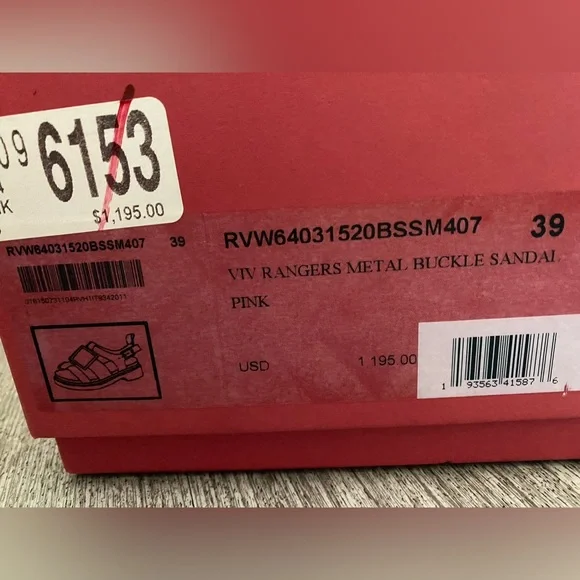 09
6153
K
$1,195.00
RVW64031520BSSM407 39
RVW64031520BSSM407 39
VIV RANGERS METAL BUCKLE SANDAL
PINK
USD 1 195.00
1 93563 41587 6